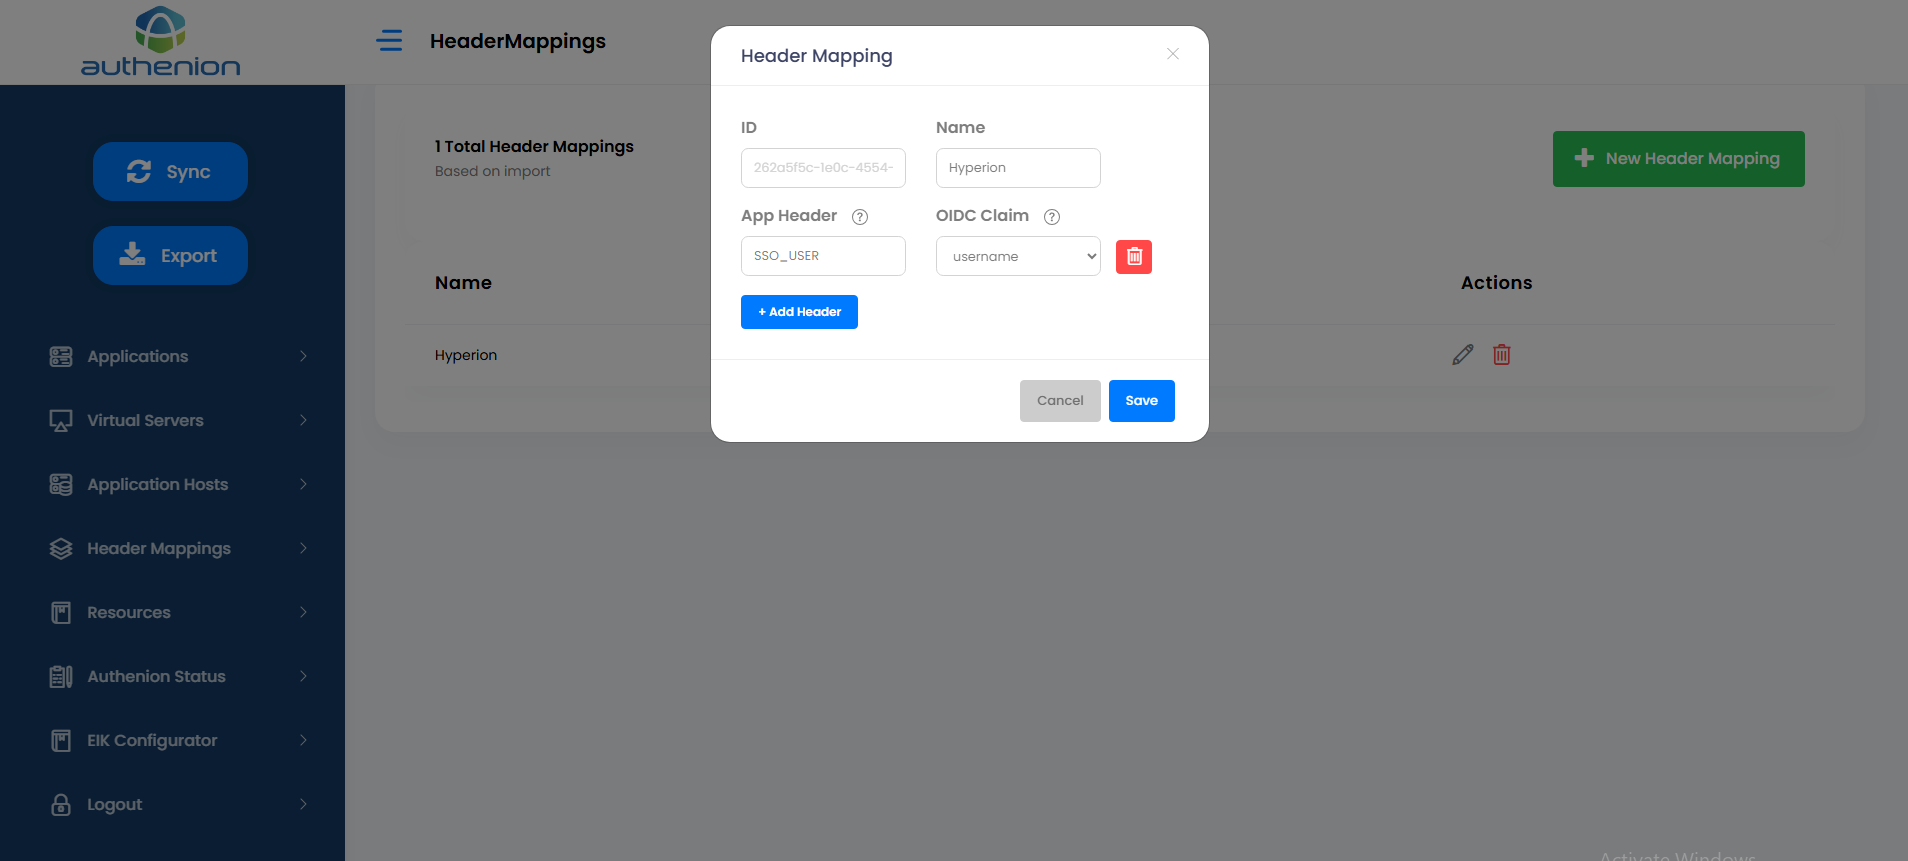 authenion
HeaderMappings
Sync
Export
Applications
Virtual Servers
Application Hosts
Header Mappings
Resources
Authenion Status
EIK Configurator
Logout
1 Total Header Mappings
Based on import
New Header Mapping
Name
Actions
Hyperion
Header Mapping
ID
Name
262a5f5c-1e0c-4554-
Hyperion
App Header ?
OIDC Claim ?
SSO_USER
username
+ Add Header
Cancel
Save
Activate Windows